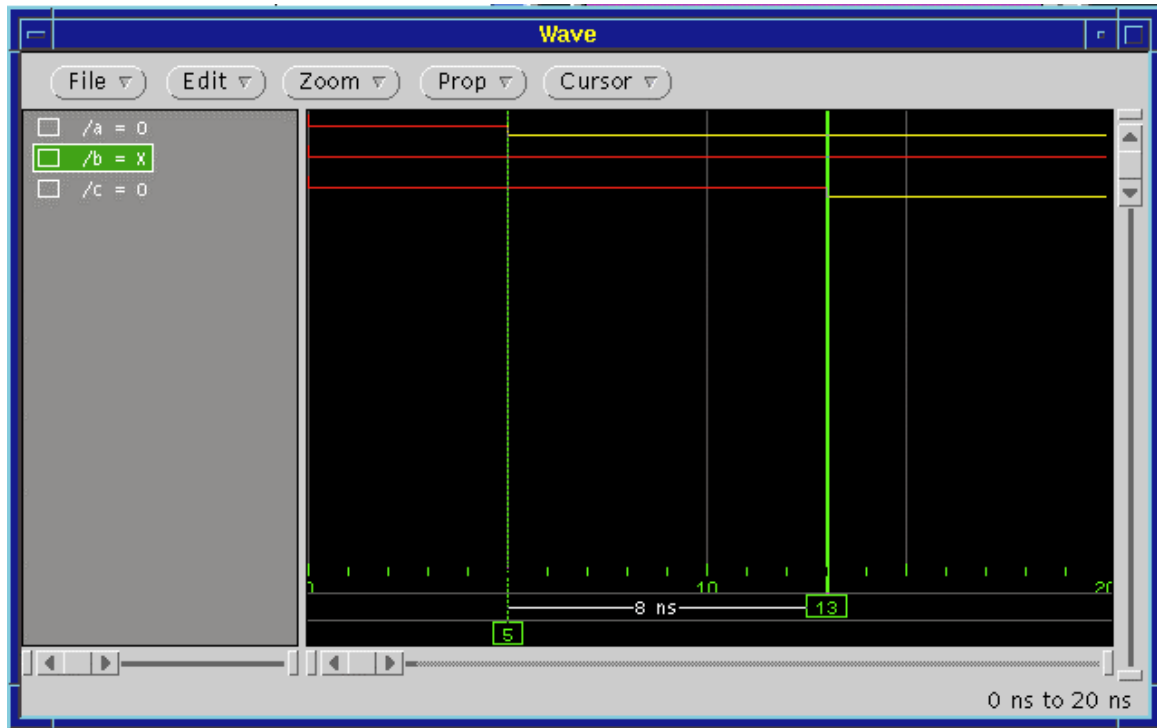 Wave
File Edit Zoom Prop Cursor
/a = 0
/b = X
/c = 0
0 10 20
8 ns 13
5
0 ns to 20 ns